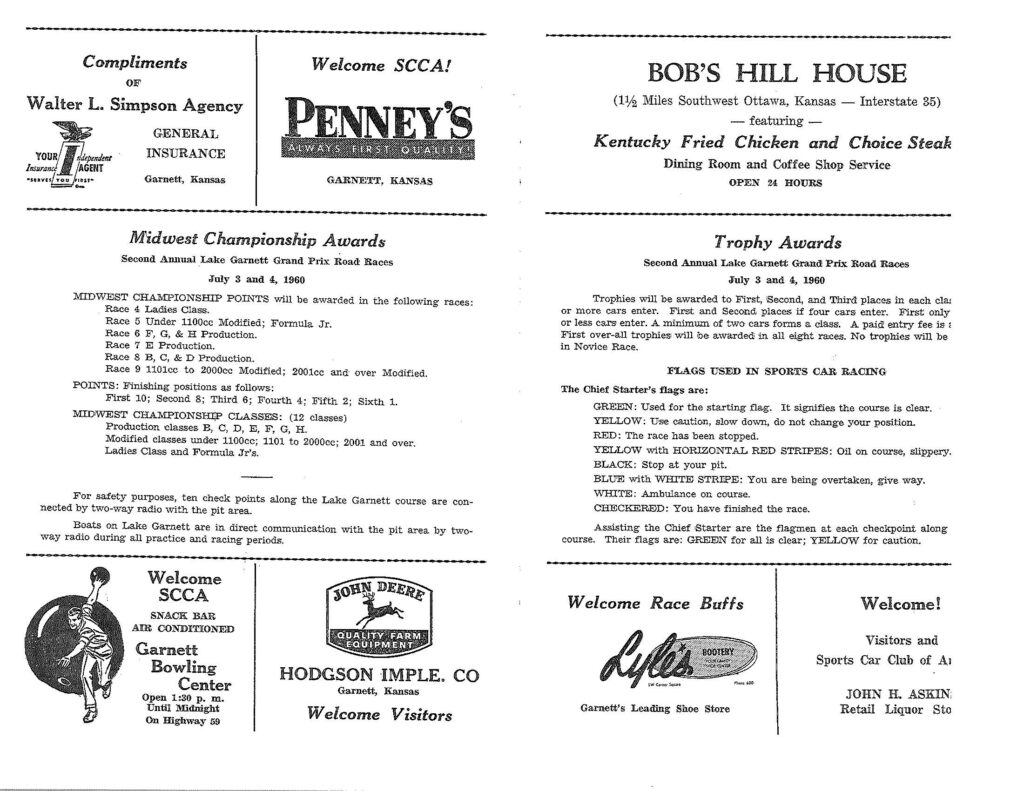 Compliments
OF
Walter L. Simpson Agency
YOUR Independent
Insurance AGENT
"SERVES YOU FIRST"
GENERAL
INSURANCE
Garnett, Kansas
Welcome SCCA!
PENNEY'S
ALWAYS FIRST QUALITY!
GARNETT, KANSAS
Midwest Championship Awards
Second Annual Lake Garnett Grand Prix Road Races
July 3 and 4, 1960
MIDWEST CHAMPIONSHIP POINTS will be awarded in the following races:
Race 4 Ladies Class.
Race 5 Under 1100cc Modified; Formula Jr.
Race 6 F, G, & H Production.
Race 7 E Production.
Race 8 B, C, & D Production.
Race 9 1101cc to 2000cc Modified; 2001cc and over Modified.
POINTS: Finishing positions as follows:
First 10; Second 8; Third 6; Fourth 4; Fifth 2; Sixth 1.
MIDWEST CHAMPIONSHIP CLASSES: (12 classes)
Production classes B, C, D, E, F, G, H.
Modified classes under 1100cc; 1101 to 2000cc; 2001 and over.
Ladies Class and Formula Jr's.
For safety purposes, ten check points along the Lake Garnett course are con-
nected by two-way radio with the pit area.
Boats on Lake Garnett are in direct communication with the pit area by two-
way radio during all practice and racing periods.
Welcome
SCCA
SNACK BAR
AIR CONDITIONED
Garnett
Bowling
Center
Open 1:30 p. m.
Until Midnight
On Highway 59
JOHN DEERE
QUALITY FARM
EQUIPMENT
HODGSON IMPLE. CO
Garnett, Kansas
Welcome Visitors
BOB'S HILL HOUSE
(1½ Miles Southwest Ottawa, Kansas — Interstate 35)
— featuring —
Kentucky Fried Chicken and Choice Steak
Dining Room and Coffee Shop Service
OPEN 24 HOURS
Trophy Awards
Second Annual Lake Garnett Grand Prix Road Races
July 3 and 4, 1960
Trophies will be awarded to First, Second, and Third places in each cla
or more cars enter. First and Second places if four cars enter. First only
or less cars enter. A minimum of two cars forms a class. A paid entry fee is
First over-all trophies will be awarded in all eight races. No trophies will be
in Novice Race.
FLAGS USED IN SPORTS CAR RACING
The Chief Starter's flags are:
GREEN: Used for the starting flag. It signifies the course is clear.
YELLOW: Use caution, slow down, do not change your position.
RED: The race has been stopped.
YELLOW with HORIZONTAL RED STRIPES: Oil on course, slippery.
BLACK: Stop at your pit.
BLUE with WHITE STRIPE: You are being overtaken, give way.
WHITE: Ambulance on course.
CHECKERED: You have finished the race.
Assisting the Chief Starter are the flagmen at each checkpoint along
course. Their flags are: GREEN for all is clear; YELLOW for caution.
Welcome Race Buffs
Lyle's BOOTERY
SW Corner Square Phone 600
Garnett's Leading Shoe Store
Welcome!
Visitors and
Sports Car Club of A
JOHN H. ASKIN
Retail Liquor Sto